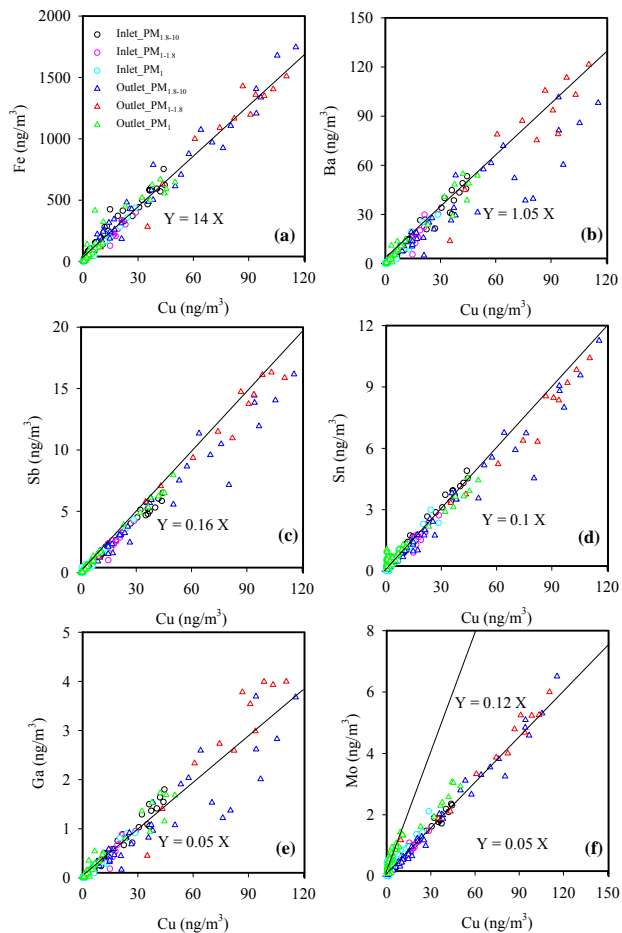 2000
1500
1000
500
0
Fe (ng/m³)
(a)
Inlet_PM₁.₈₋₁₀
Inlet_PM₁₋₁.₈
Inlet_PM₁
Outlet_PM₁.₈₋₁₀
Outlet_PM₁₋₁.₈
Outlet_PM₁
Y = 14 X
0 30 60 90 120
Cu (ng/m³)
150
120
90
60
30
0
Ba (ng/m³)
Y = 1.05 X
(b)
0 30 60 90 120
Cu (ng/m³)
20
15
10
5
0
Sb (ng/m³)
Y = 0.16 X
(c)
0 30 60 90 120
Cu (ng/m³)
12
9
6
3
0
Sn (ng/m³)
Y = 0.1 X
(d)
0 30 60 90 120
Cu (ng/m³)
5
4
3
2
1
0
Ga (ng/m³)
Y = 0.05 X
(e)
0 30 60 90 120
Cu (ng/m³)
8
6
4
2
0
Mo (ng/m³)
Y = 0.12 X
Y = 0.05 X
(f)
0 30 60 90 120 150
Cu (ng/m³)